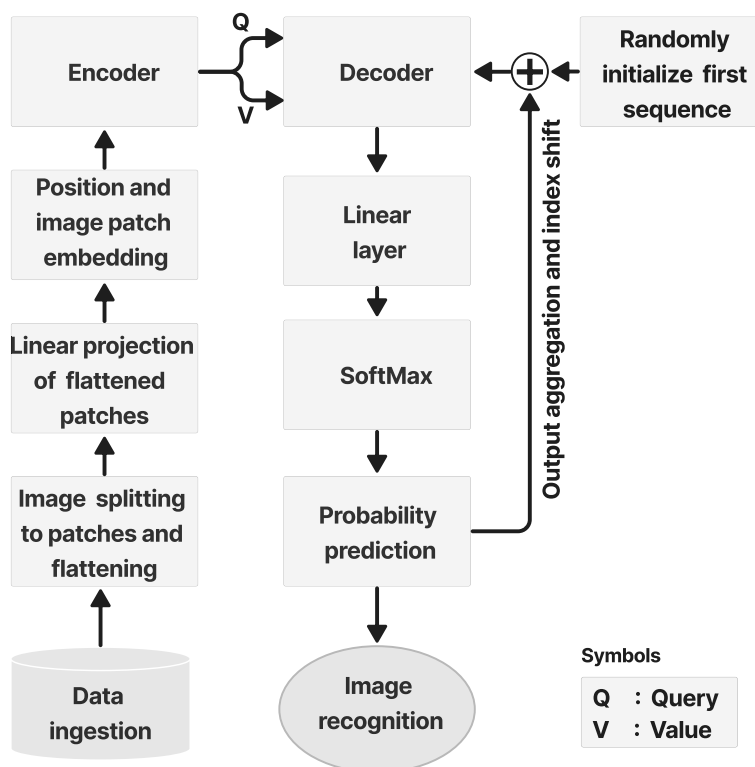 Q
Encoder
V
Decoder
Randomly
initialize first
sequence
Position and
image patch
embedding
Linear projection
of flattened
patches
Image splitting
to patches and
flattening
Data
ingestion
Linear
layer
SoftMax
Probability
prediction
Image
recognition
Output aggregation and index shift
Symbols
Q : Query
V : Value